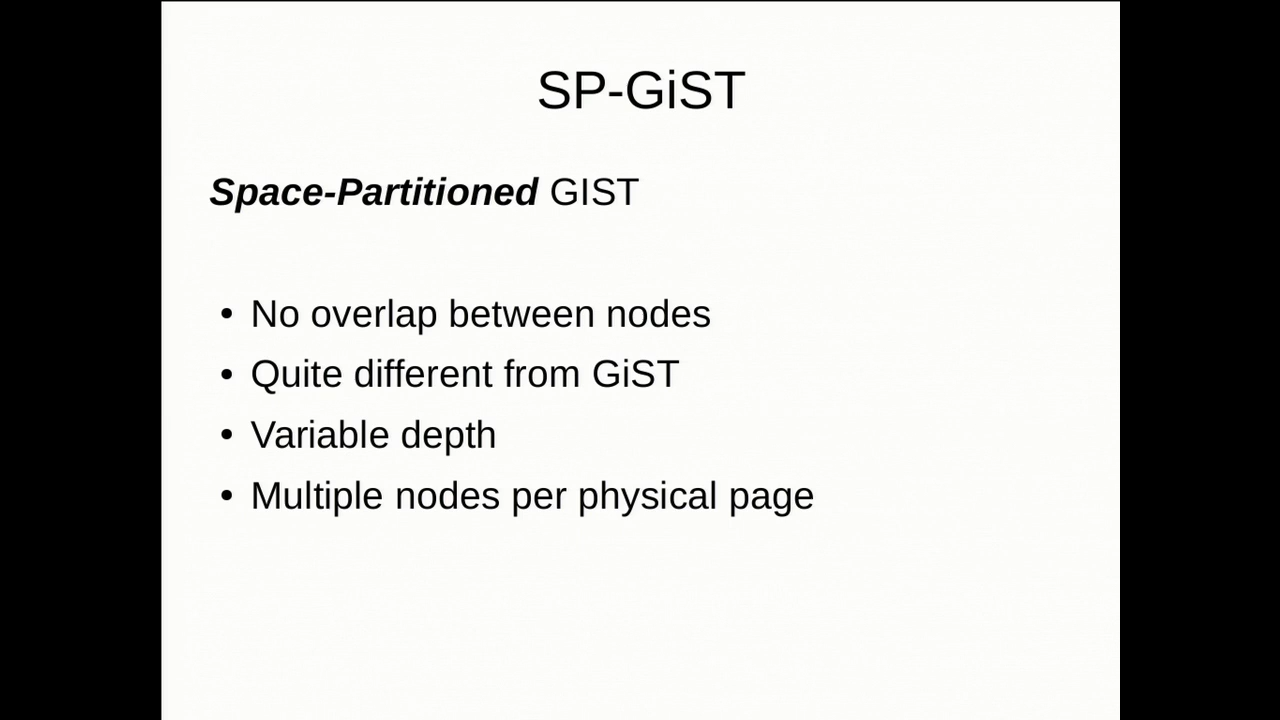 SP-GiST
Space-Partitioned GIST
• No overlap between nodes
• Quite different from GiST
• Variable depth
• Multiple nodes per physical page